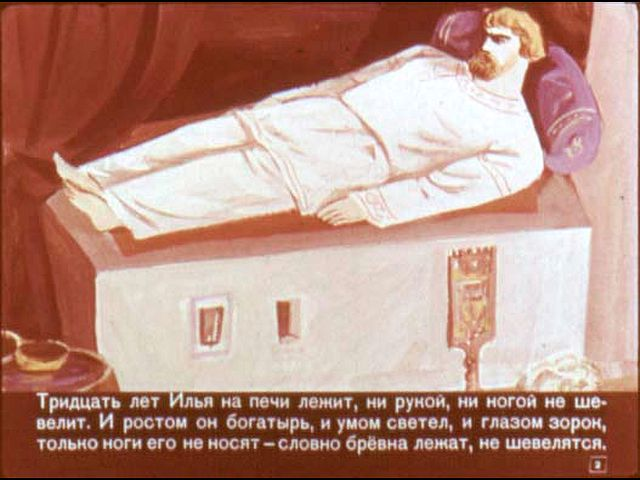 Тридцать лет Илья на печи лежит, ни рукой, ни ногой не ше-
велит. И ростом он богатырь, и умом светел, и глазом зорок,
только ноги его не носят — словно брёвна лежат, не шевелятся.
2